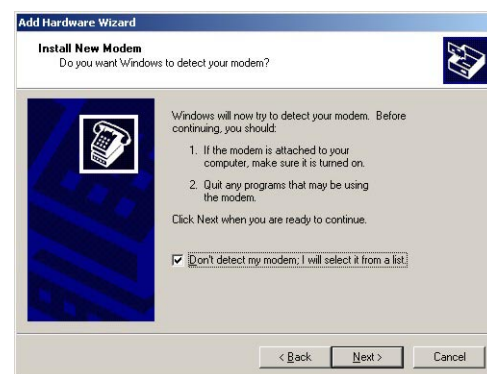 Add Hardware Wizard
Install New Modem
Do you want Windows to detect your modem?
Windows will now try to detect your modem. Before
continuing, you should:
1. If the modem is attached to your
computer, make sure it is turned on.
2. Quit any programs that may be using
the modem.
Click Next when you are ready to continue.
Don't detect my modem; I will select it from a list.
< Back Next > Cancel